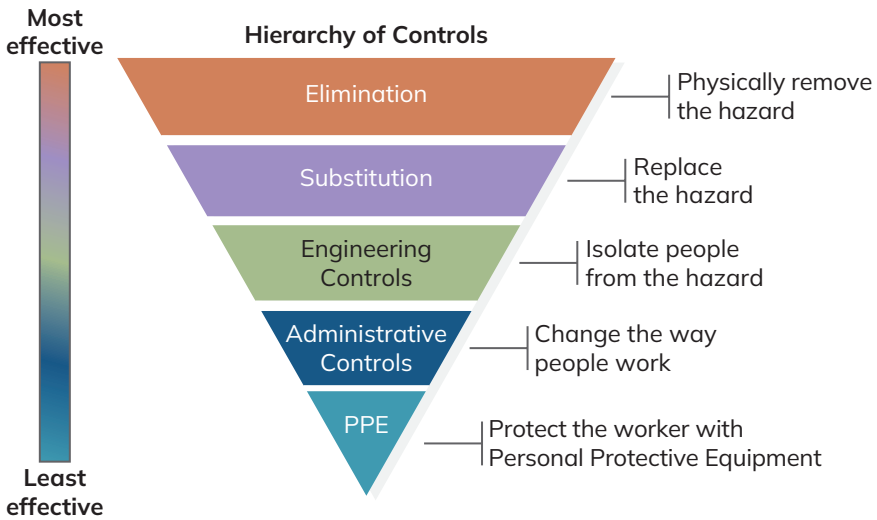 Most
effective
Hierarchy of Controls
Elimination
Physically remove
the hazard
Substitution
Replace
the hazard
Engineering
Controls
Isolate people
from the hazard
Administrative
Controls
Change the way
people work
PPE
Protect the worker with
Personal Protective Equipment
Least
effective